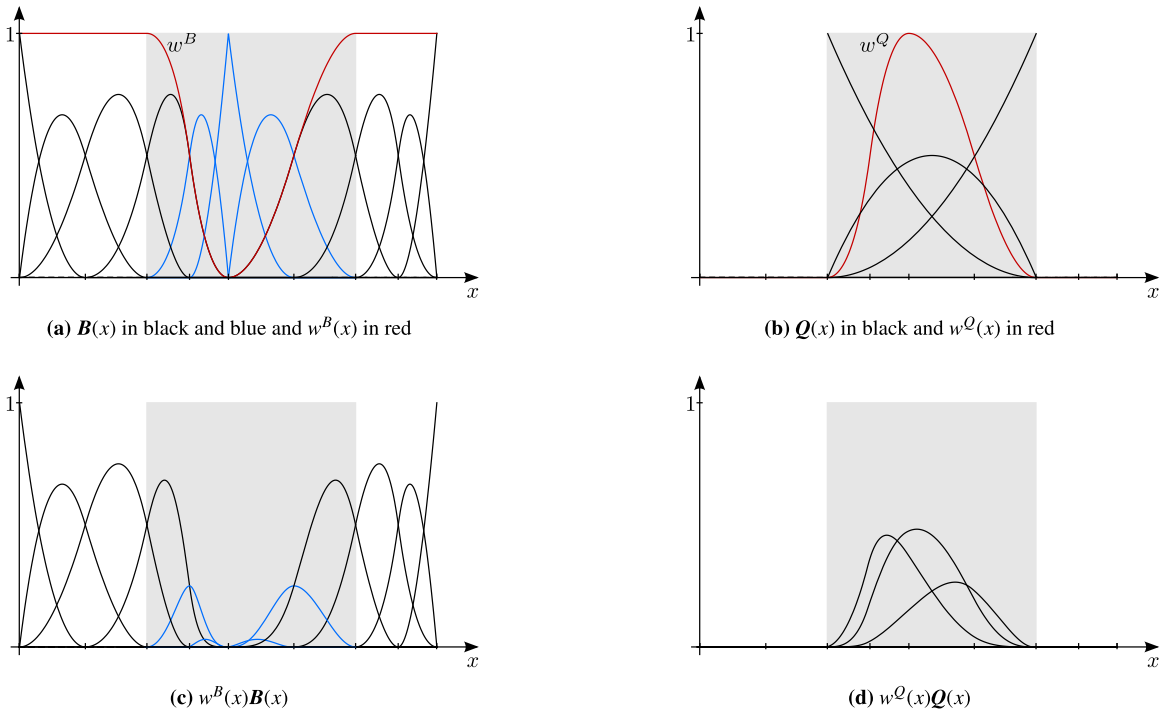 1
w^B
x
(a) B(x) in black and blue and w^B(x) in red
1
w^Q
x
(b) Q(x) in black and w^Q(x) in red
1
x
(c) w^B(x)B(x)
1
x
(d) w^Q(x)Q(x)